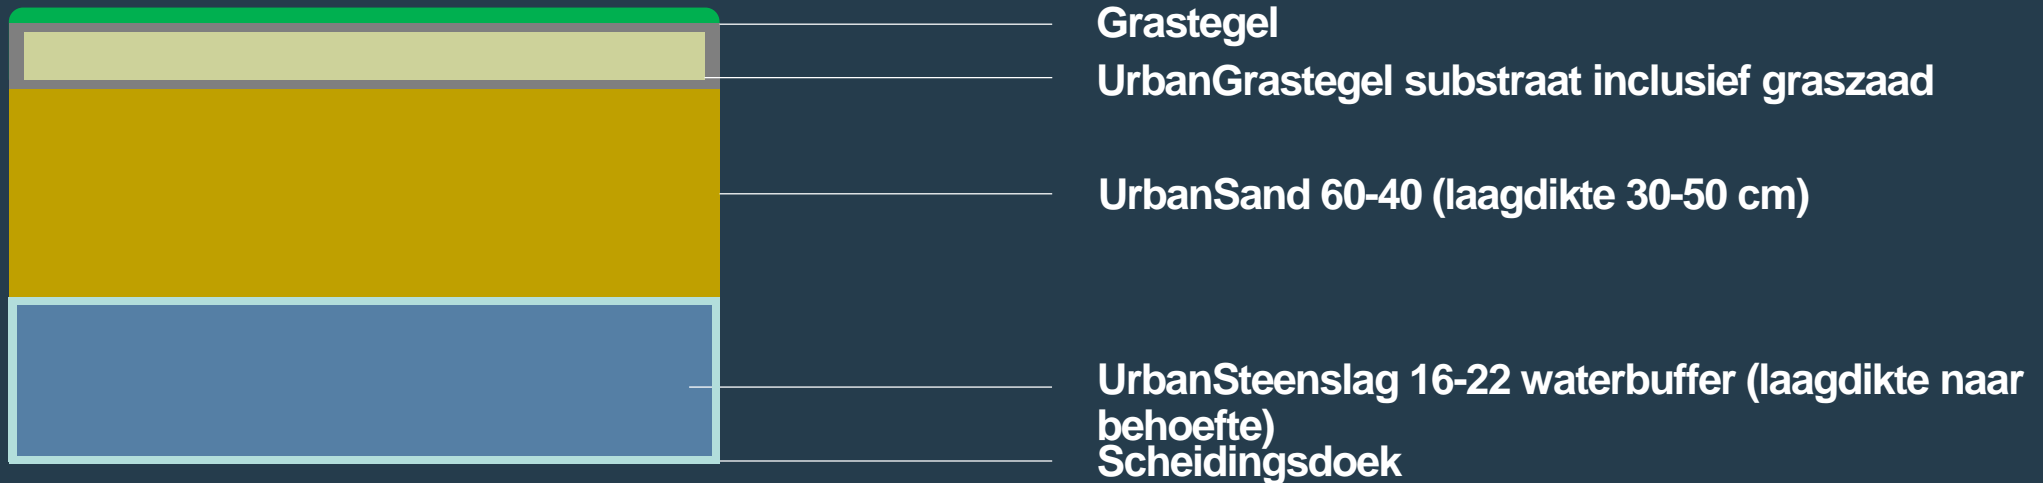 Grastegel
UrbanGrastegel substraat inclusief graszaad
UrbanSand 60-40 (laagdikte 30-50 cm)
UrbanSteenslag 16-22 waterbuffer (laagdikte naar
behoefte)
Scheidingsdoek